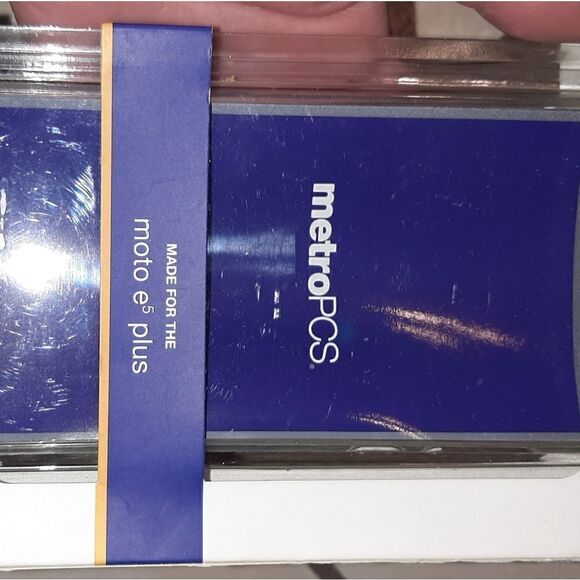 metroPCS.
MADE FOR THE
moto e⁵ plus